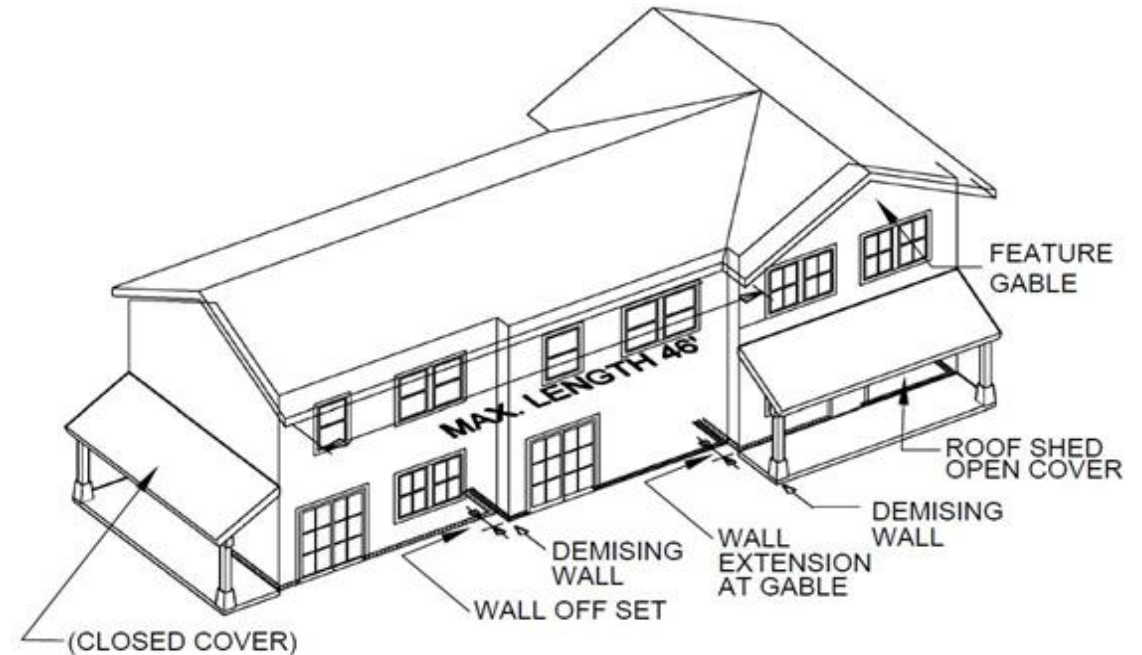 FEATURE
GABLE
MAX. LENGTH 46'
ROOF SHED
OPEN COVER
DEMISING
WALL
WALL
EXTENSION
AT GABLE
DEMISING
WALL
WALL OFF SET
(CLOSED COVER)